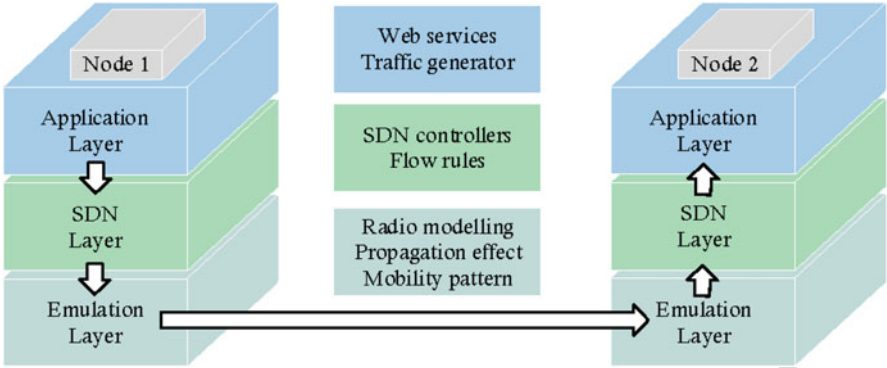 Node 1
Application
Layer
SDN
Layer
Emulation
Layer
Web services
Traffic generator
SDN controllers
Flow rules
Radio modelling
Propagation effect
Mobility pattern
Node 2
Application
Layer
SDN
Layer
Emulation
Layer